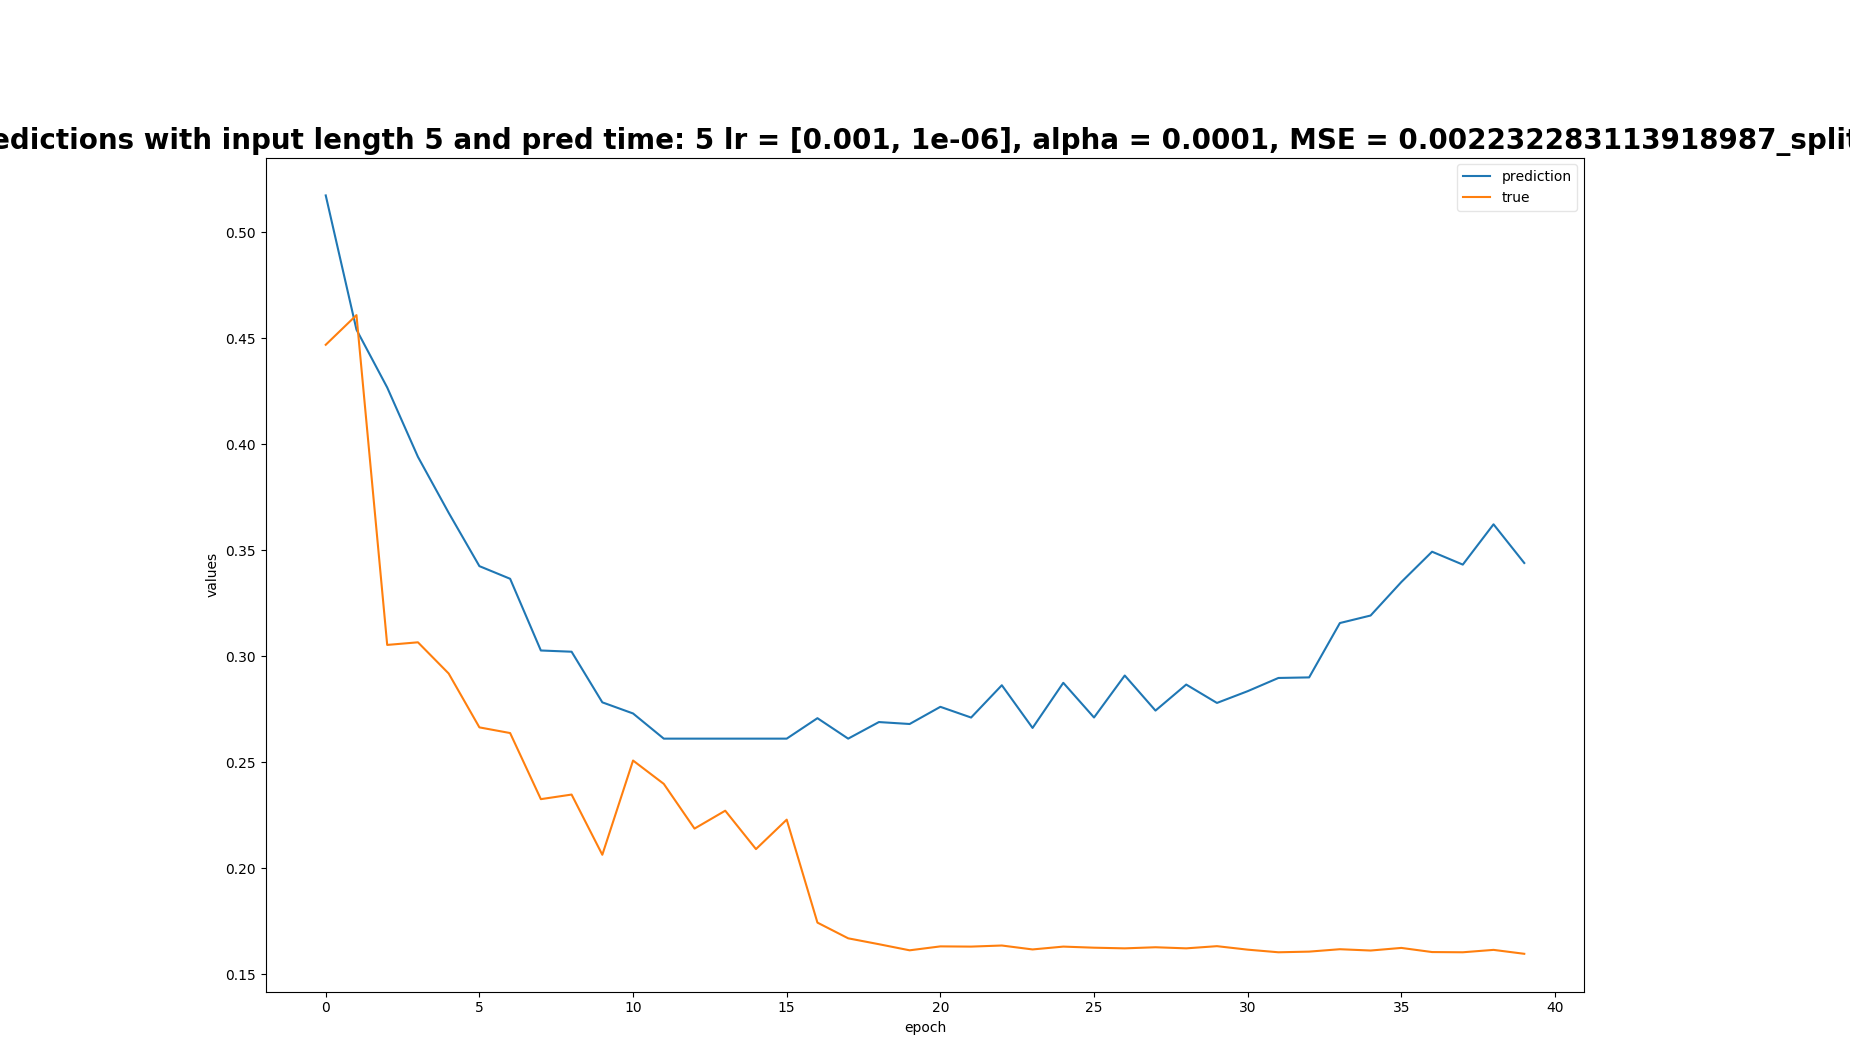 edictions with input length 5 and pred time: 5 lr = [0.001, 1e-06], alpha = 0.0001, MSE = 0.002232283113918987_split
prediction
true
0.50
0.45
0.40
0.35
0.30
0.25
0.20
0.15
values
0 5 10 15 20 25 30 35 40
epoch